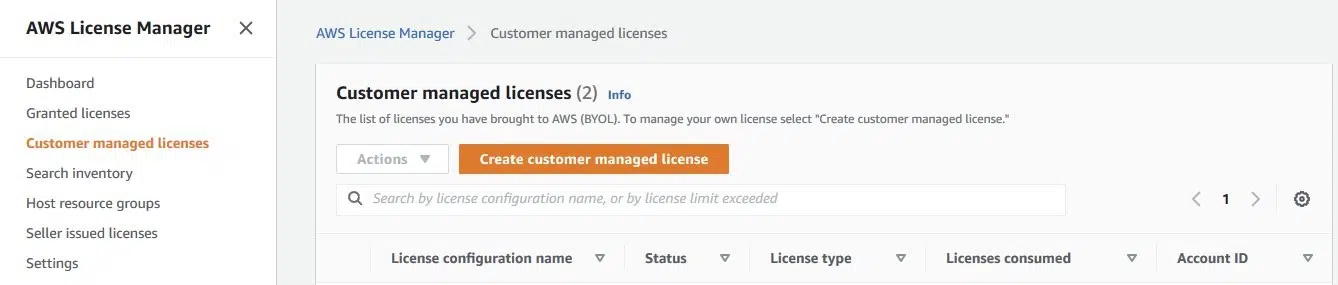 AWS License Manager
Dashboard
Granted licenses
Customer managed licenses
Search inventory
Host resource groups
Seller issued licenses
Settings
AWS License Manager > Customer managed licenses
Customer managed licenses (2) Info
The list of licenses you have brought to AWS (BYOL). To manage your own license select "Create customer managed license."
Actions Create customer managed license
Search by license configuration name, or by license limit exceeded
1
License configuration name Status License type Licenses consumed Account ID